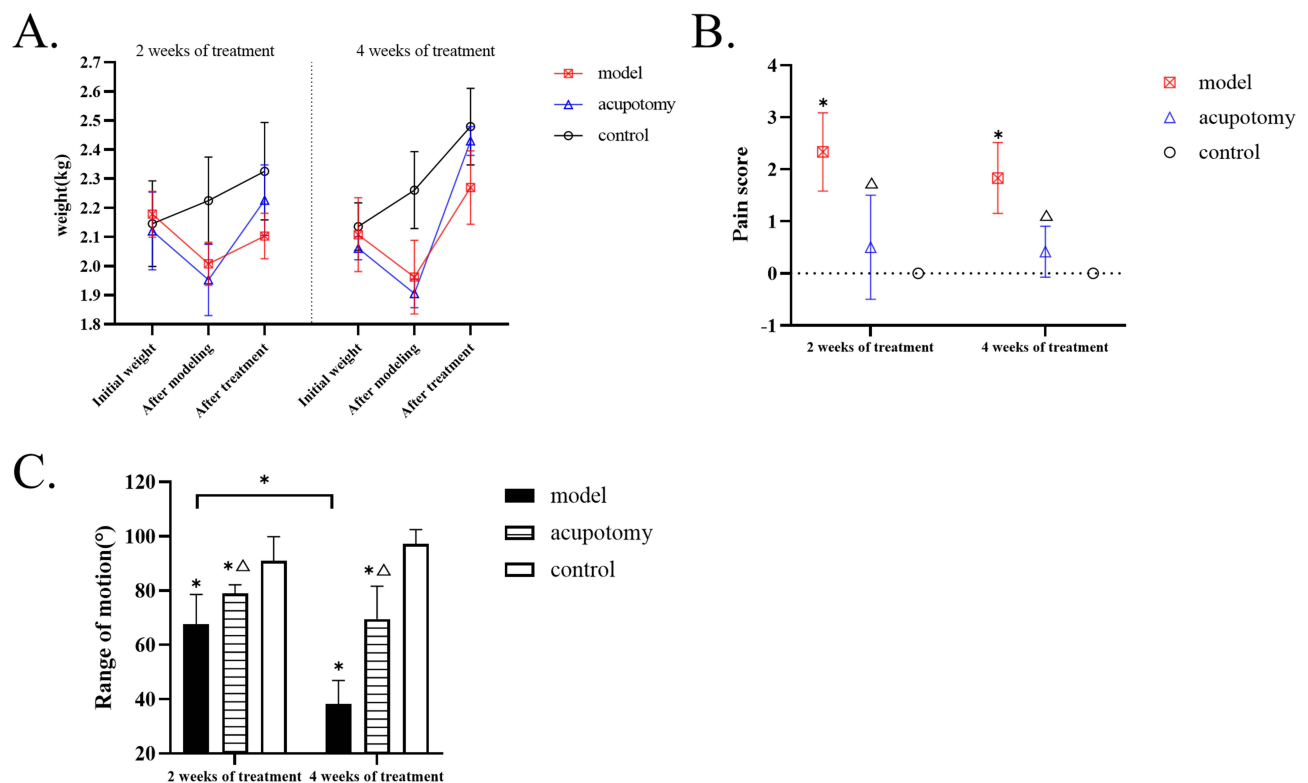 A.
2 weeks of treatment
4 weeks of treatment
2.7
2.6
2.5
2.4
2.3
2.2
2.1
2.0
1.9
1.8
weight(kg)
Initial weight
After modeling
After treatment
Initial weight
After modeling
After treatment
model
acupotomy
control
B.
4
3
2
1
0
-1
Pain score
*
△
*
△
2 weeks of treatment
4 weeks of treatment
model
acupotomy
control
C.
120
100
80
60
40
20
Range of motion(°)
*
*
*△
*
*△
2 weeks of treatment
4 weeks of treatment
model
acupotomy
control